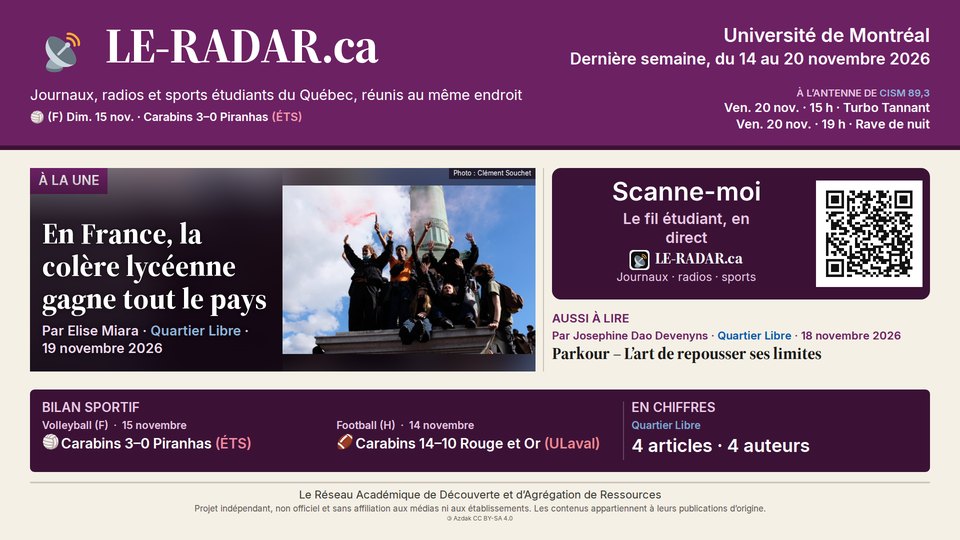 LE-RADAR.ca
Journaux, radios et sports étudiants du Québec, réunis au même endroit
(F) Dim. 15 nov. · Carabins 3–0 Piranhas (ÉTS)
Université de Montréal
Dernière semaine, du 14 au 20 novembre 2026
À L'ANTENNE DE CISM 89,3
Ven. 20 nov. · 15 h · Turbo Tannant
Ven. 20 nov. · 19 h · Rave de nuit
À LA UNE
Photo : Clément Souchet
En France, la
colère lycéenne
gagne tout le pays
Par Elise Miara · Quartier Libre ·
19 novembre 2026
Scanne-moi
Le fil étudiant, en
direct
LE-RADAR.ca
Journaux · radios · sports
AUSSI À LIRE
Par Josephine Dao Devenyns · Quartier Libre · 18 novembre 2026
Parkour – L'art de repousser ses limites
BILAN SPORTIF
Volleyball (F) · 15 novembre
Carabins 3–0 Piranhas (ÉTS)
Football (H) · 14 novembre
Carabins 14–10 Rouge et Or (ULaval)
EN CHIFFRES
Quartier Libre
4 articles · 4 auteurs
Le Réseau Académique de Découverte et d'Agrégation de Ressources
Projet indépendant, non officiel et sans affiliation aux médias ni aux établissements. Les contenus appartiennent à leurs publications d'origine.
Azdak CC BY-SA 4.0